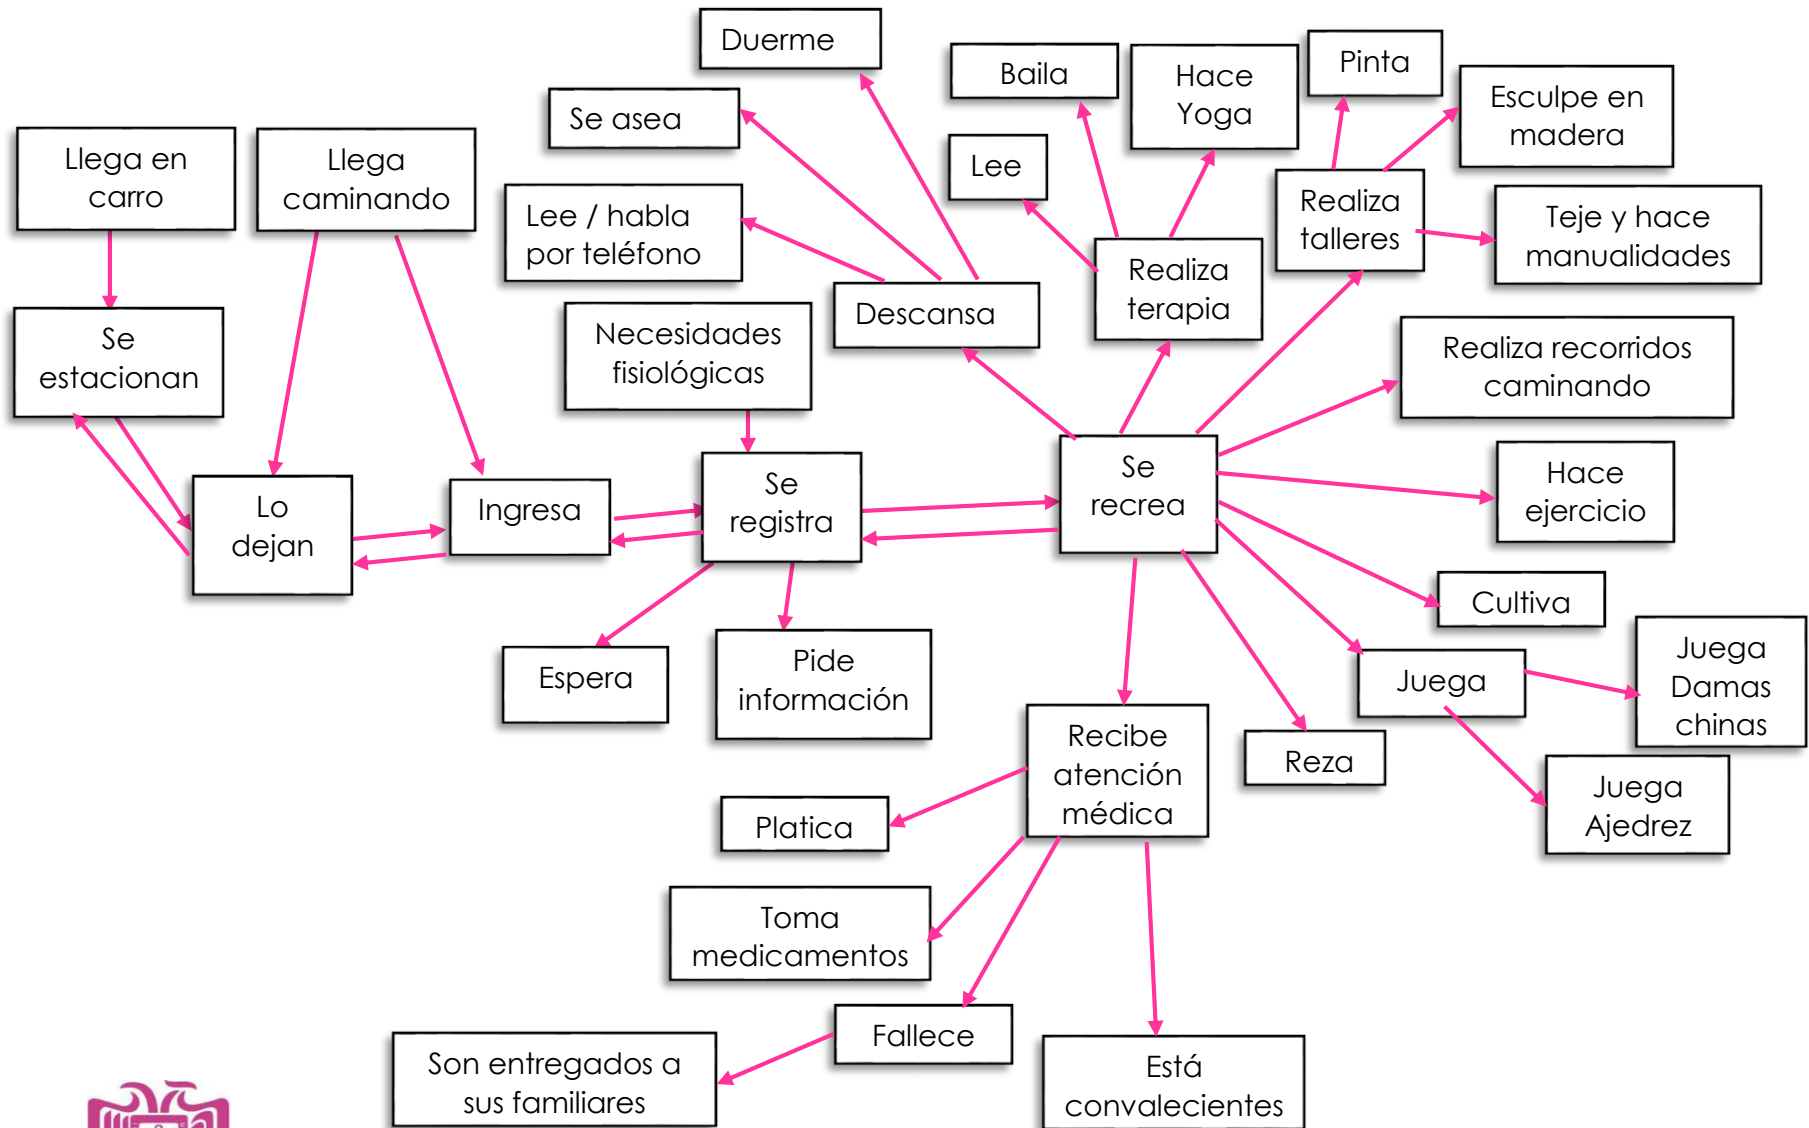 Duerme
Baila
Hace
Yoga
Pinta
Esculpe en
madera
Se asea
Llega en
carro
Llega
caminando
Lee
Lee / habla
por teléfono
Realiza
talleres
Teje y hace
manualidades
Realiza
terapia
Descansa
Se
estacionan
Necesidades
fisiológicas
Realiza recorridos
caminando
Lo
dejan
Ingresa
Se
registra
Se
recrea
Hace
ejercicio
Cultiva
Espera
Pide
información
Juega
Juega
Damas
chinas
Recibe
atención
médica
Reza
Juega
Ajedrez
Platica
Toma
medicamentos
Fallece
Son entregados a
sus familiares
Está
convalecientes